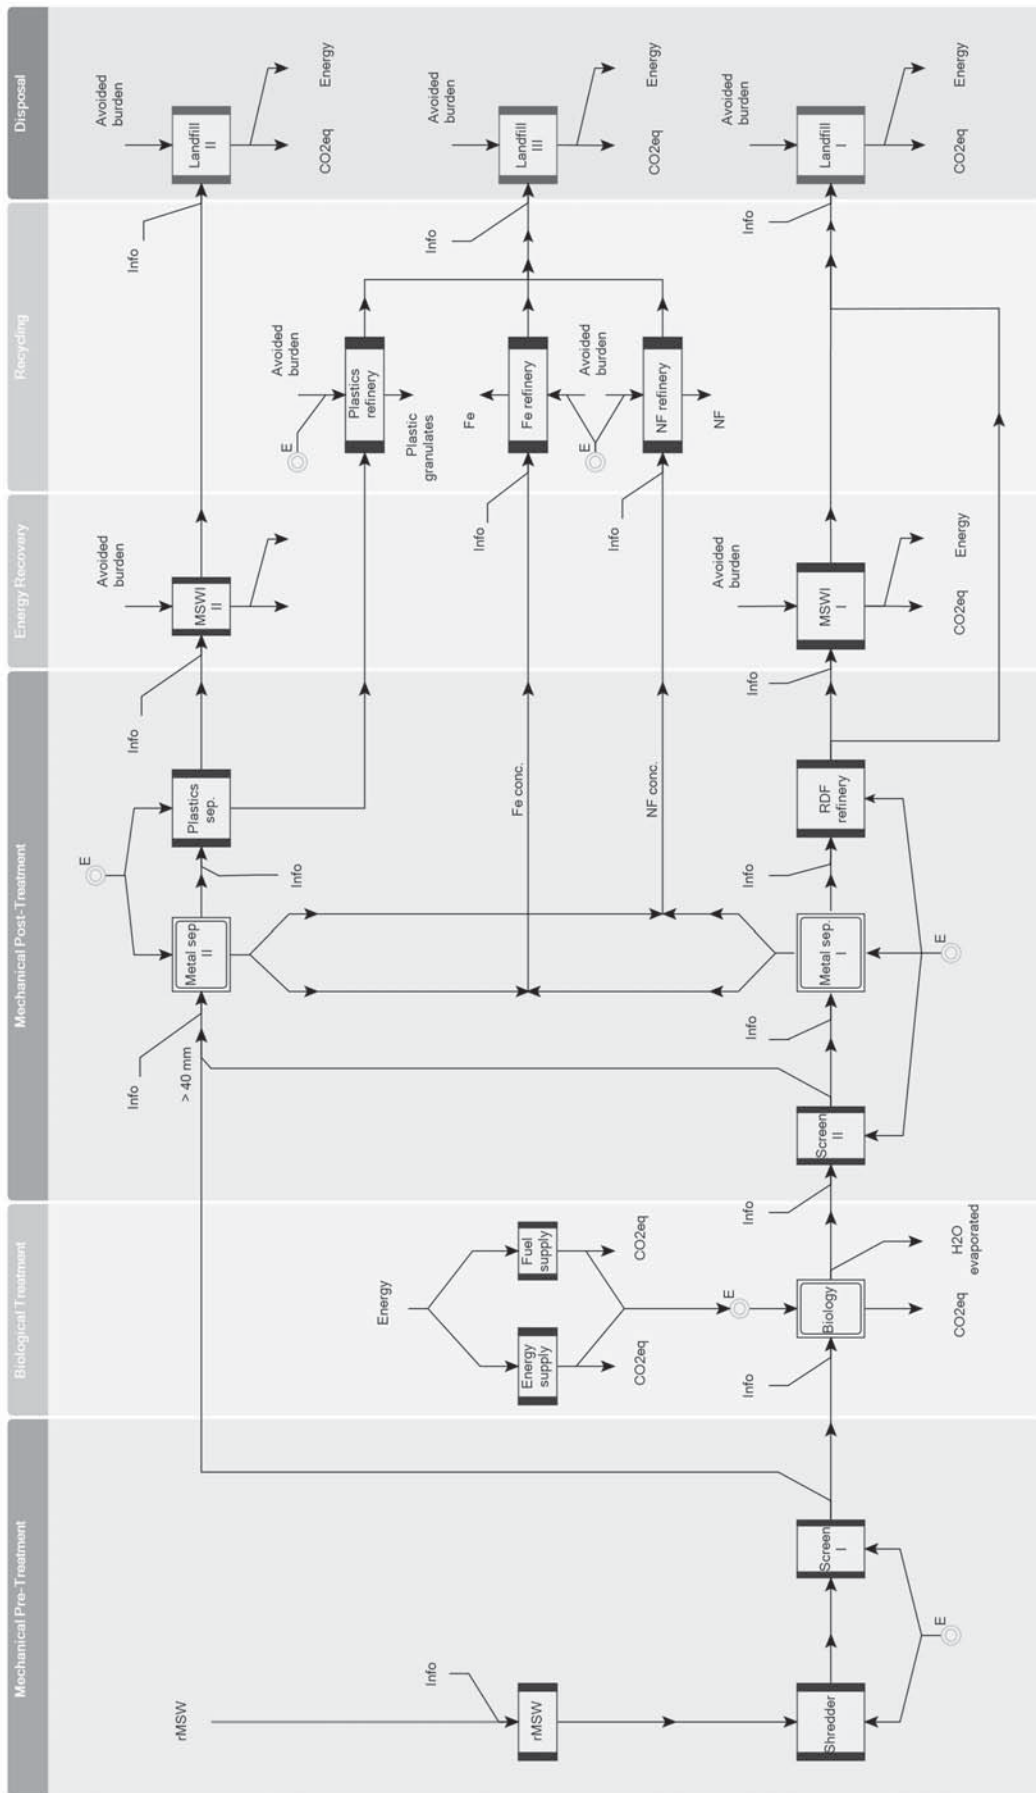 Mechanical Pre-Treatment
Biological Treatment
Mechanical Post-Treatment
Energy Recovery
Recyding
Disposal
rMSW
Info
rMSW
Shredder
Screen
I
E
> 40 mm
Energy
Energy
supply
Fuel
supply
CO2eq
CO2eq
E
Info
Biology
CO2eq
H2O
evaporated
Info
Screen
II
Info
Metal sep.
I
Info
RDF
refinery
E
Info
Metal sep.
II
Info
Plastics
sep.
E
Fe conc.
NF conc.
Info
MSWI
II
Avoided
burden
Info
MSWI
I
Avoided
burden
CO2eq
Energy
E
Avoided
burden
Plastics
refinery
Plastic
granulates
Info
Fe refinery
Fe
E
Avoided
burden
Info
NF refinery
NF
Info
Landfill
II
Avoided
burden
CO2eq
Energy
Info
Landfill
III
Avoided
burden
CO2eq
Energy
Info
Landfill
I
Avoided
burden
CO2eq
Energy